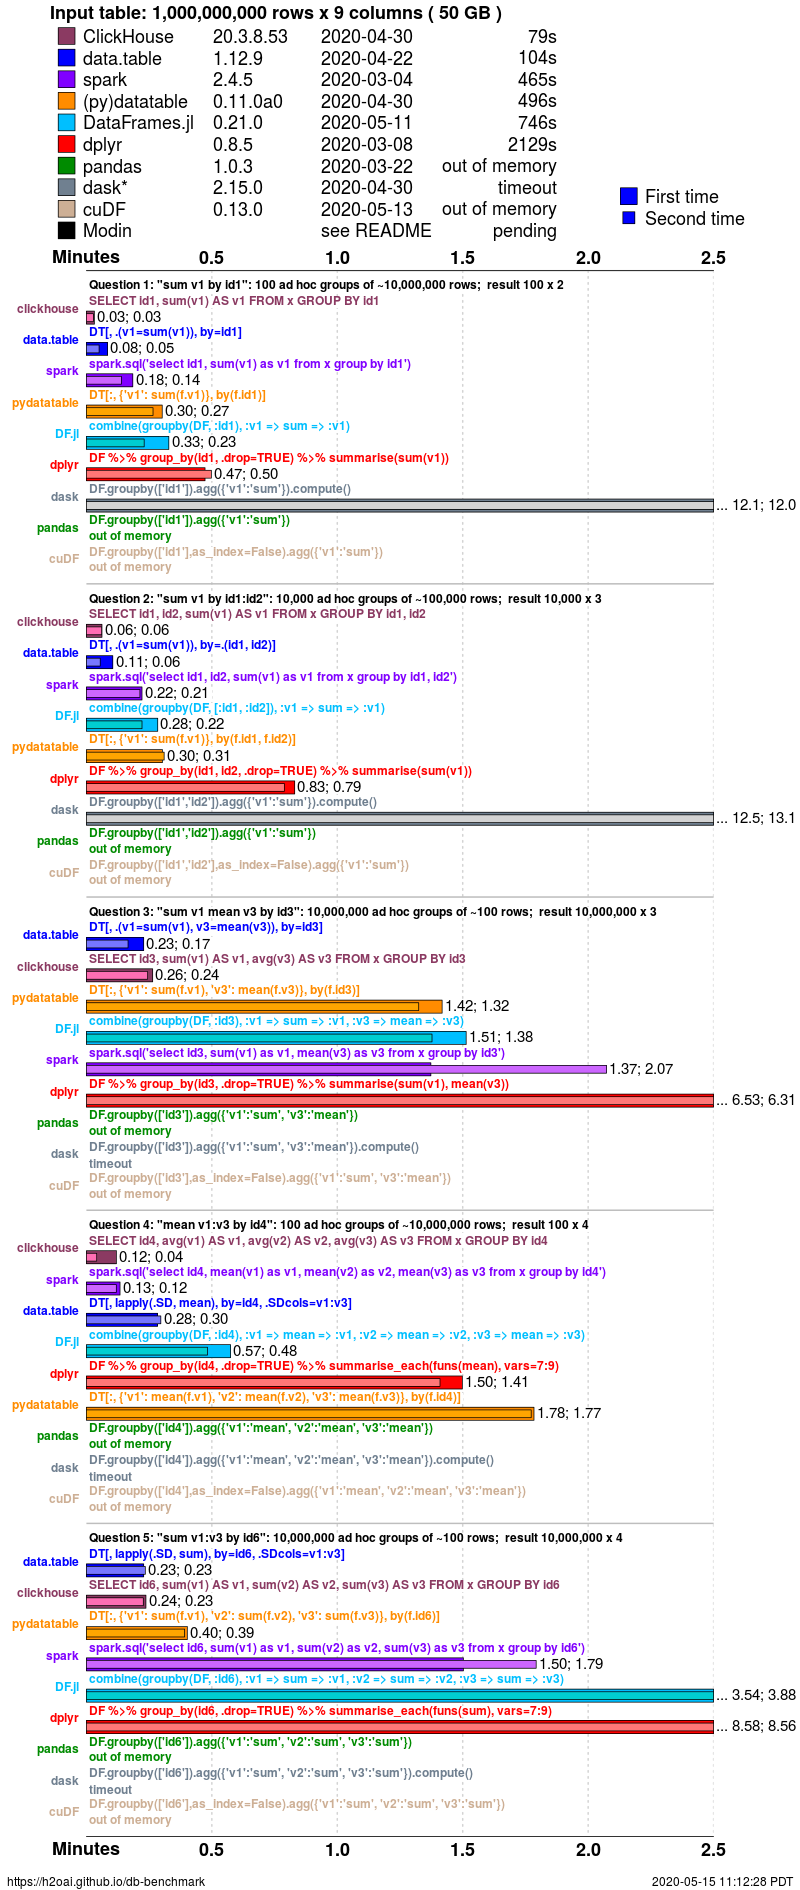 Input table: 1,000,000,000 rows x 9 columns ( 50 GB )
ClickHouse 20.3.8.53 2020-04-30 79s
data.table 1.12.9 2020-04-22 104s
spark 2.4.5 2020-03-04 465s
(py)datatable 0.11.0a0 2020-04-30 496s
DataFrames.jl 0.21.0 2020-05-11 746s
dplyr 0.8.5 2020-03-08 2129s
pandas 1.0.3 2020-03-22 out of memory
dask* 2.15.0 2020-04-30 timeout
cuDF 0.13.0 2020-05-13 out of memory
Modin see README pending
First time
Second time
Minutes 0.5 1.0 1.5 2.0 2.5
Question 1: "sum v1 by id1": 100 ad hoc groups of ~10,000,000 rows; result 100 x 2
SELECT id1, sum(v1) AS v1 FROM x GROUP BY id1
clickhouse 0.03; 0.03
DT[, .(v1=sum(v1)), by=id1]
data.table 0.08; 0.05
spark.sql('select id1, sum(v1) as v1 from x group by id1')
spark 0.18; 0.14
DT[:, {'v1': sum(f.v1)}, by(f.id1)]
pydatatable 0.30; 0.27
combine(groupby(DF, :id1), :v1 => sum => :v1)
DF.jl 0.33; 0.23
DF %>% group_by(id1, .drop=TRUE) %>% summarise(sum(v1))
dplyr 0.47; 0.50
DF.groupby(['id1']).agg({'v1':'sum'}).compute()
dask ... 12.1; 12.0
DF.groupby(['id1']).agg({'v1':'sum'})
pandas out of memory
DF.groupby(['id1'],as_index=False).agg({'v1':'sum'})
cuDF out of memory
Question 2: "sum v1 by id1:id2": 10,000 ad hoc groups of ~100,000 rows; result 10,000 x 3
SELECT id1, id2, sum(v1) AS v1 FROM x GROUP BY id1, id2
clickhouse 0.06; 0.06
DT[, .(v1=sum(v1)), by=.(id1, id2)]
data.table 0.11; 0.06
spark.sql('select id1, id2, sum(v1) as v1 from x group by id1, id2')
spark 0.22; 0.21
combine(groupby(DF, [:id1, :id2]), :v1 => sum => :v1)
DF.jl 0.28; 0.22
DT[:, {'v1': sum(f.v1)}, by(f.id1, f.id2)]
pydatatable 0.30; 0.31
DF %>% group_by(id1, id2, .drop=TRUE) %>% summarise(sum(v1))
dplyr 0.83; 0.79
DF.groupby(['id1','id2']).agg({'v1':'sum'}).compute()
dask ... 12.5; 13.1
DF.groupby(['id1','id2']).agg({'v1':'sum'})
pandas out of memory
DF.groupby(['id1','id2'],as_index=False).agg({'v1':'sum'})
cuDF out of memory
Question 3: "sum v1 mean v3 by id3": 10,000,000 ad hoc groups of ~100 rows; result 10,000,000 x 3
DT[, .(v1=sum(v1), v3=mean(v3)), by=id3]
data.table 0.23; 0.17
SELECT id3, sum(v1) AS v1, avg(v3) AS v3 FROM x GROUP BY id3
clickhouse 0.26; 0.24
DT[:, {'v1': sum(f.v1), 'v3': mean(f.v3)}, by(f.id3)]
pydatatable 1.42; 1.32
combine(groupby(DF, :id3), :v1 => sum => :v1, :v3 => mean => :v3)
DF.jl 1.51; 1.38
spark.sql('select id3, sum(v1) as v1, mean(v3) as v3 from x group by id3')
spark 1.37; 2.07
DF %>% group_by(id3, .drop=TRUE) %>% summarise(sum(v1), mean(v3))
dplyr ... 6.53; 6.31
DF.groupby(['id3']).agg({'v1':'sum', 'v3':'mean'})
pandas out of memory
DF.groupby(['id3']).agg({'v1':'sum', 'v3':'mean'}).compute()
dask timeout
DF.groupby(['id3'],as_index=False).agg({'v1':'sum', 'v3':'mean'})
cuDF out of memory
Question 4: "mean v1:v3 by id4": 100 ad hoc groups of ~10,000,000 rows; result 100 x 4
SELECT id4, avg(v1) AS v1, avg(v2) AS v2, avg(v3) AS v3 FROM x GROUP BY id4
clickhouse 0.12; 0.04
spark.sql('select id4, mean(v1) as v1, mean(v2) as v2, mean(v3) as v3 from x group by id4')
spark 0.13; 0.12
DT[, lapply(.SD, mean), by=id4, .SDcols=v1:v3]
data.table 0.28; 0.30
combine(groupby(DF, :id4), :v1 => mean => :v1, :v2 => mean => :v2, :v3 => mean => :v3)
DF.jl 0.57; 0.48
DF %>% group_by(id4, .drop=TRUE) %>% summarise_each(funs(mean), vars=7:9)
dplyr 1.50; 1.41
DT[:, {'v1': mean(f.v1), 'v2': mean(f.v2), 'v3': mean(f.v3)}, by(f.id4)]
pydatatable 1.78; 1.77
DF.groupby(['id4']).agg({'v1':'mean', 'v2':'mean', 'v3':'mean'})
pandas out of memory
DF.groupby(['id4']).agg({'v1':'mean', 'v2':'mean', 'v3':'mean'}).compute()
dask timeout
DF.groupby(['id4'],as_index=False).agg({'v1':'mean', 'v2':'mean', 'v3':'mean'})
cuDF out of memory
Question 5: "sum v1:v3 by id6": 10,000,000 ad hoc groups of ~100 rows; result 10,000,000 x 4
DT[, lapply(.SD, sum), by=id6, .SDcols=v1:v3]
data.table 0.23; 0.23
SELECT id6, sum(v1) AS v1, sum(v2) AS v2, sum(v3) AS v3 FROM x GROUP BY id6
clickhouse 0.24; 0.23
DT[:, {'v1': sum(f.v1), 'v2': sum(f.v2), 'v3': sum(f.v3)}, by(f.id6)]
pydatatable 0.40; 0.39
spark.sql('select id6, sum(v1) as v1, sum(v2) as v2, sum(v3) as v3 from x group by id6')
spark 1.50; 1.79
combine(groupby(DF, :id6), :v1 => sum => :v1, :v2 => sum => :v2, :v3 => sum => :v3)
DF.jl ... 3.54; 3.88
DF %>% group_by(id6, .drop=TRUE) %>% summarise_each(funs(sum), vars=7:9)
dplyr ... 8.58; 8.56
DF.groupby(['id6']).agg({'v1':'sum', 'v2':'sum', 'v3':'sum'})
pandas out of memory
DF.groupby(['id6']).agg({'v1':'sum', 'v2':'sum', 'v3':'sum'}).compute()
dask timeout
DF.groupby(['id6'],as_index=False).agg({'v1':'sum', 'v2':'sum', 'v3':'sum'})
cuDF out of memory
Minutes 0.5 1.0 1.5 2.0 2.5
https://h2oai.github.io/db-benchmark 2020-05-15 11:12:28 PDT